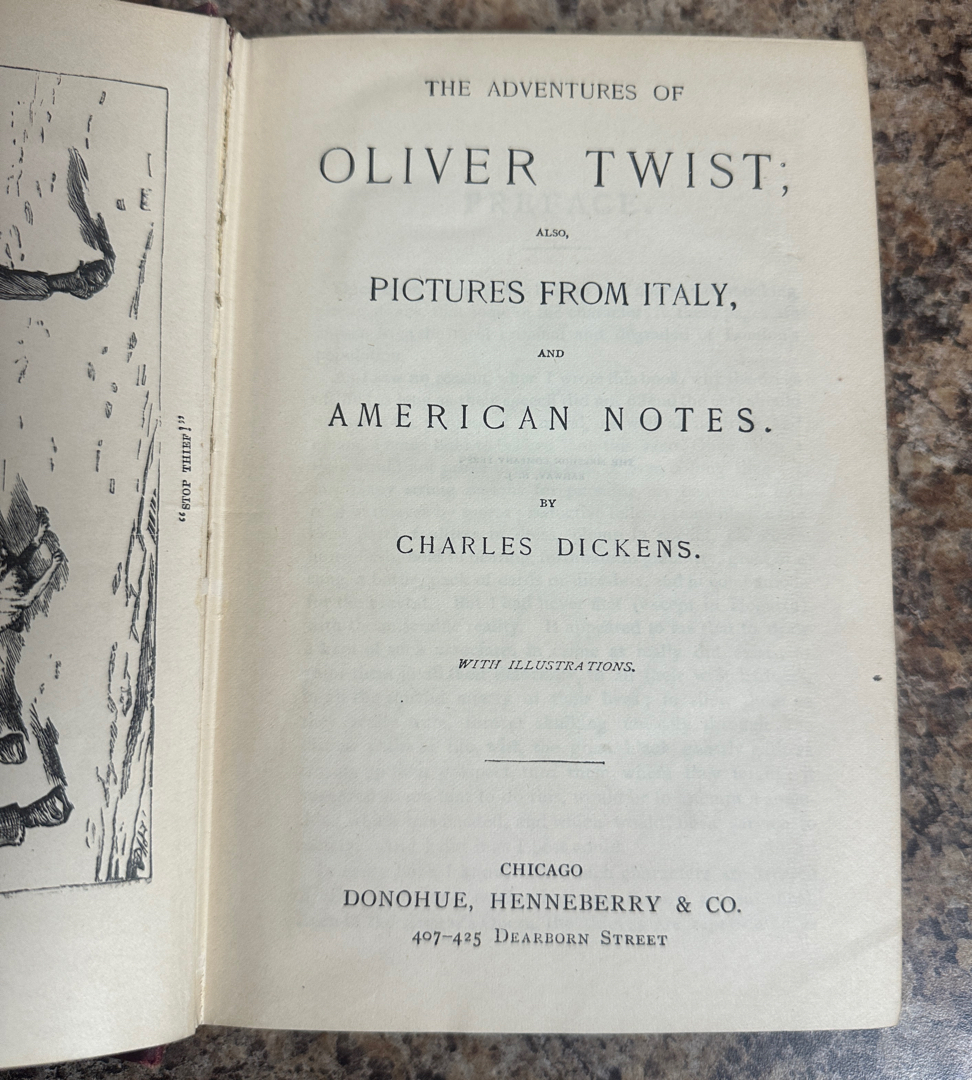 "STOP THIEF!"
THE ADVENTURES OF
OLIVER TWIST;
ALSO,
PICTURES FROM ITALY,
AND
AMERICAN NOTES.
BY
CHARLES DICKENS.
WITH ILLUSTRATIONS.
CHICAGO
DONOHUE, HENNEBERRY & CO.
407–425 DEARBORN STREET